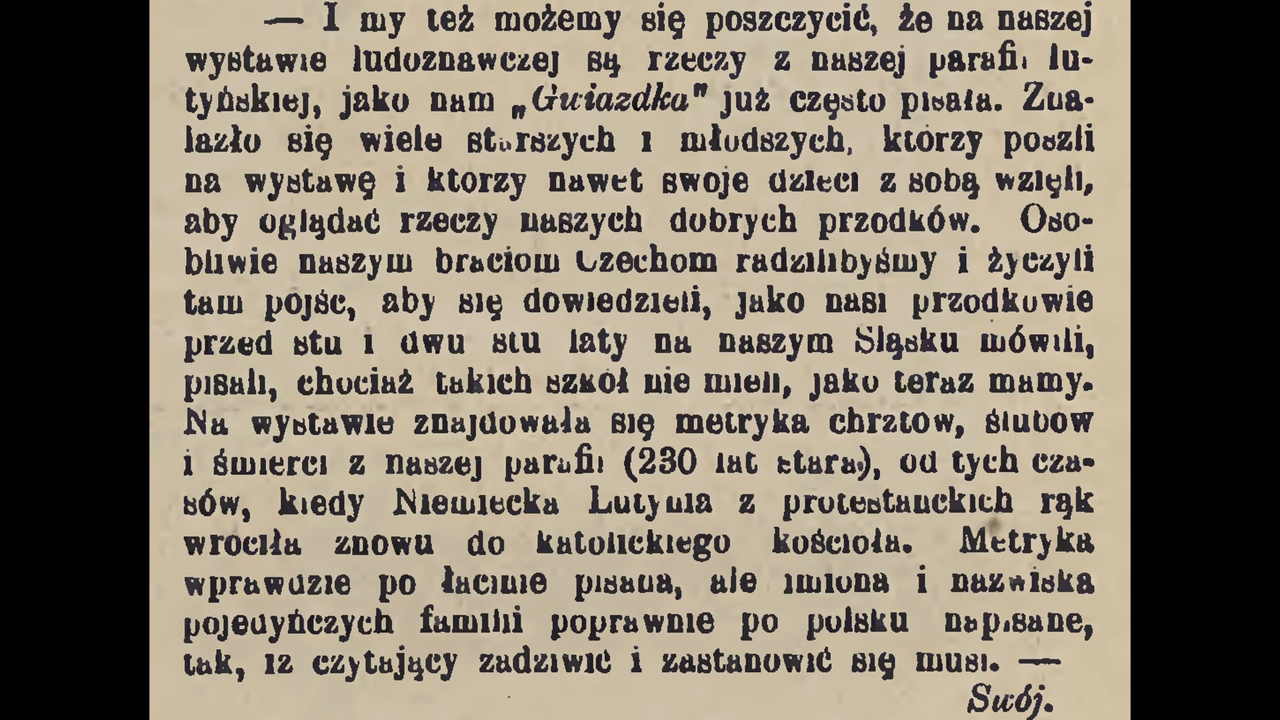 — I my też możemy się poszczycić, że na naszej
wystawie ludoznawczej są rzeczy z naszej parafii lu-
tyńskiej, jako nam „Gwiazdka" już często pisała. Zna-
lazło się wiele starszych i młodszych, którzy poszli
na wystawę i którzy nawet swoje dzieci z sobą wzięli,
aby oglądać rzeczy naszych dobrych przodków. Oso-
bliwie naszym braciom Czechom radzilibyśmy i życzyli
tam pójść, aby się dowiedzieli, jako nasi przodkowie
przed stu i dwu stu laty na naszym Śląsku mówili,
pisali, chociaż takich szkół nie mieli, jako teraz mamy.
Na wystawie znajdowała się metryka chrztów, ślubów
i śmierci z naszej parafii (230 lat stara), od tych cza-
sów, kiedy Niemiecka Lutynia z protestanckich rąk
wróciła znowu do katolickiego kościoła. Metryka
wprawdzie po łacinie pisana, ale imiona i nazwiska
pojedyńczych familii poprawnie po polsku napisane,
tak, iż czytający zadziwić i zastanowić się musi. —
Swój.